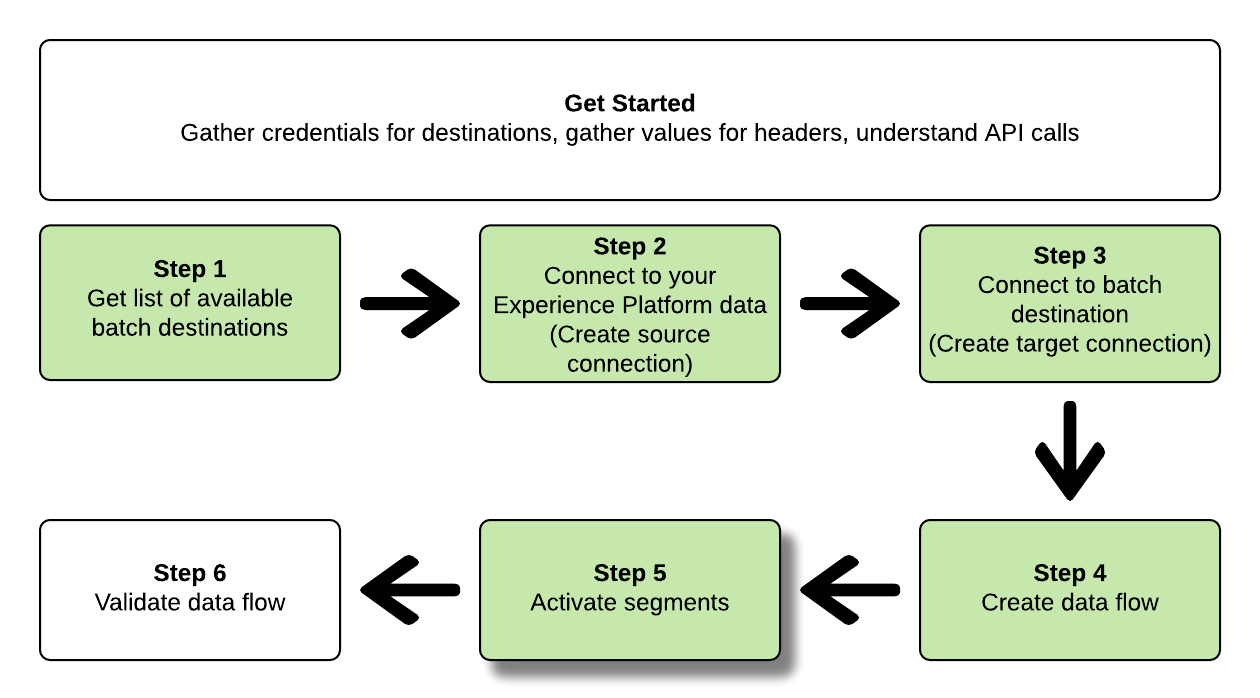 Get Started
Gather credentials for destinations, gather values for headers, understand API calls
Step 1
Get list of available
batch destinations
Step 2
Connect to your
Experience Platform data
(Create source
connection)
Step 3
Connect to batch
destination
(Create target connection)
Step 4
Create data flow
Step 5
Activate segments
Step 6
Validate data flow